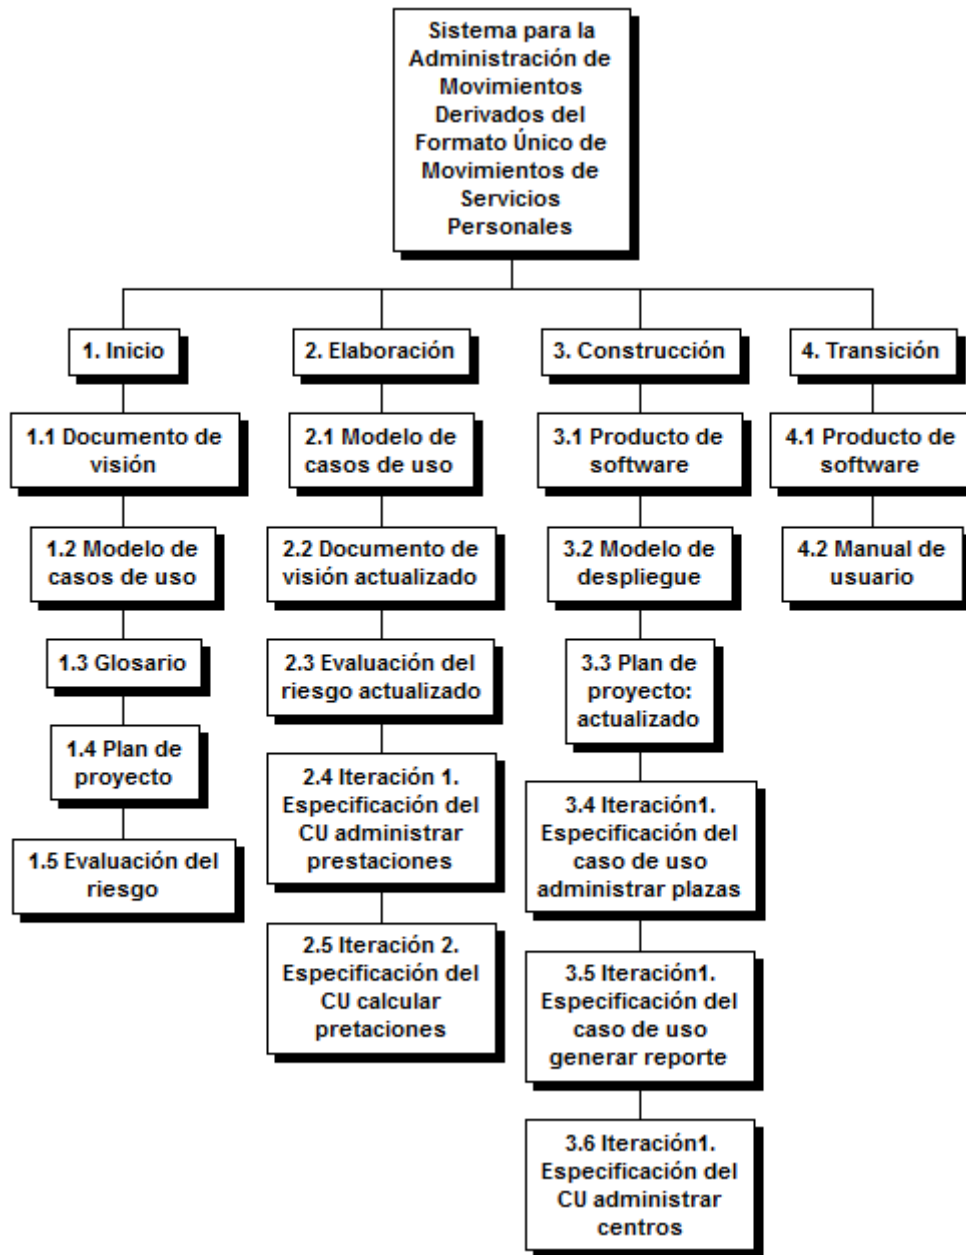 Sistema para la
Administración de
Movimientos
Derivados del
Formato Único de
Movimientos de
Servicios
Personales
1. Inicio
1.1 Documento de
visión
1.2 Modelo de
casos de uso
1.3 Glosario
1.4 Plan de
proyecto
1.5 Evaluación del
riesgo
2. Elaboración
2.1 Modelo de
casos de uso
2.2 Documento de
visión actualizado
2.3 Evaluación del
riesgo actualizado
2.4 Iteración 1.
Especificación del
CU administrar
prestaciones
2.5 Iteración 2.
Especificación del
CU calcular
pretaciones
3. Construcción
3.1 Producto de
software
3.2 Modelo de
despliegue
3.3 Plan de
proyecto:
actualizado
3.4 Iteración1.
Especificación del
caso de uso
administrar plazas
3.5 Iteración1.
Especificación del
caso de uso
generar reporte
3.6 Iteración1.
Especificación del
CU administrar
centros
4. Transición
4.1 Producto de
software
4.2 Manual de
usuario